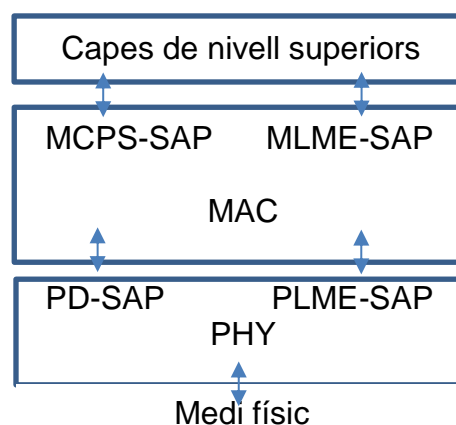 Capes de nivell superiors
MCPS-SAP MLME-SAP
MAC
PD-SAP PLME-SAP
PHY
Medi físic